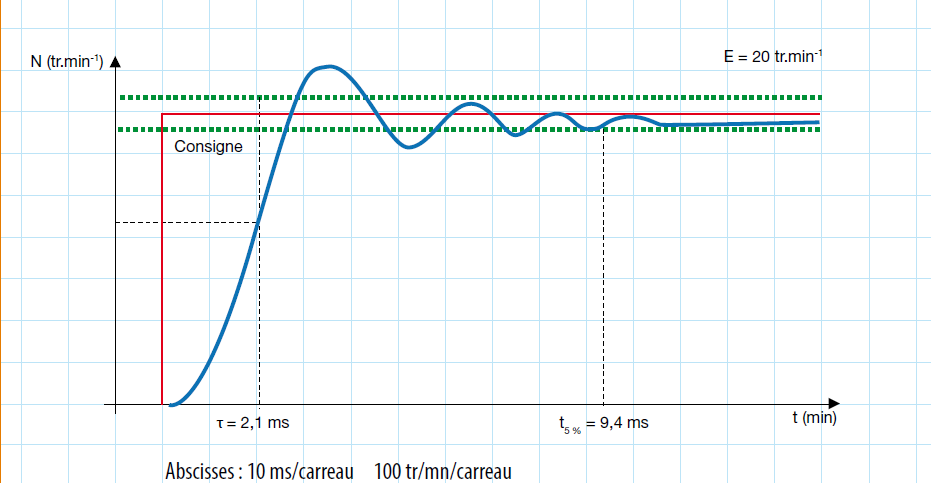 N (tr.min⁻¹)
E = 20 tr.min⁻¹
Consigne
τ = 2,1 ms
t₅ % = 9,4 ms
t (min)
Abscisses : 10 ms/carreau 100 tr/mn/carreau